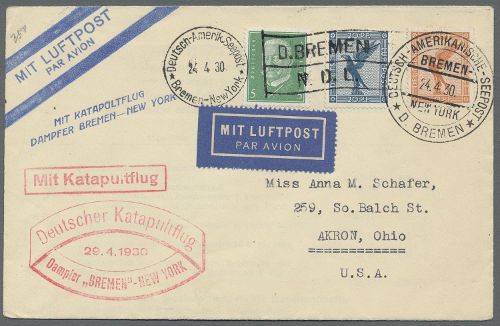 MIT LUFTPOST
PAR AVION
MIT KATAPULTFLUG
DAMPFER BREMEN-NEW YORK
Deutsch-Amerik. Seepost
24.4.30
Bremen-New York
5
D. BREMEN
N.D.L.
DEUTSCH-AMERIKANISCHE-SEEPOST
BREMEN-
24.4.30
NEW YORK
D. BREMEN
MIT LUFTPOST
PAR AVION
Mit Katapultflug
Deutscher Katapultflug
29.4.1930
Dampfer „BREMEN"-NEW YORK
Miss Anna M. Schafer,
259, So. Balch St.
AKRON, Ohio
U.S.A.